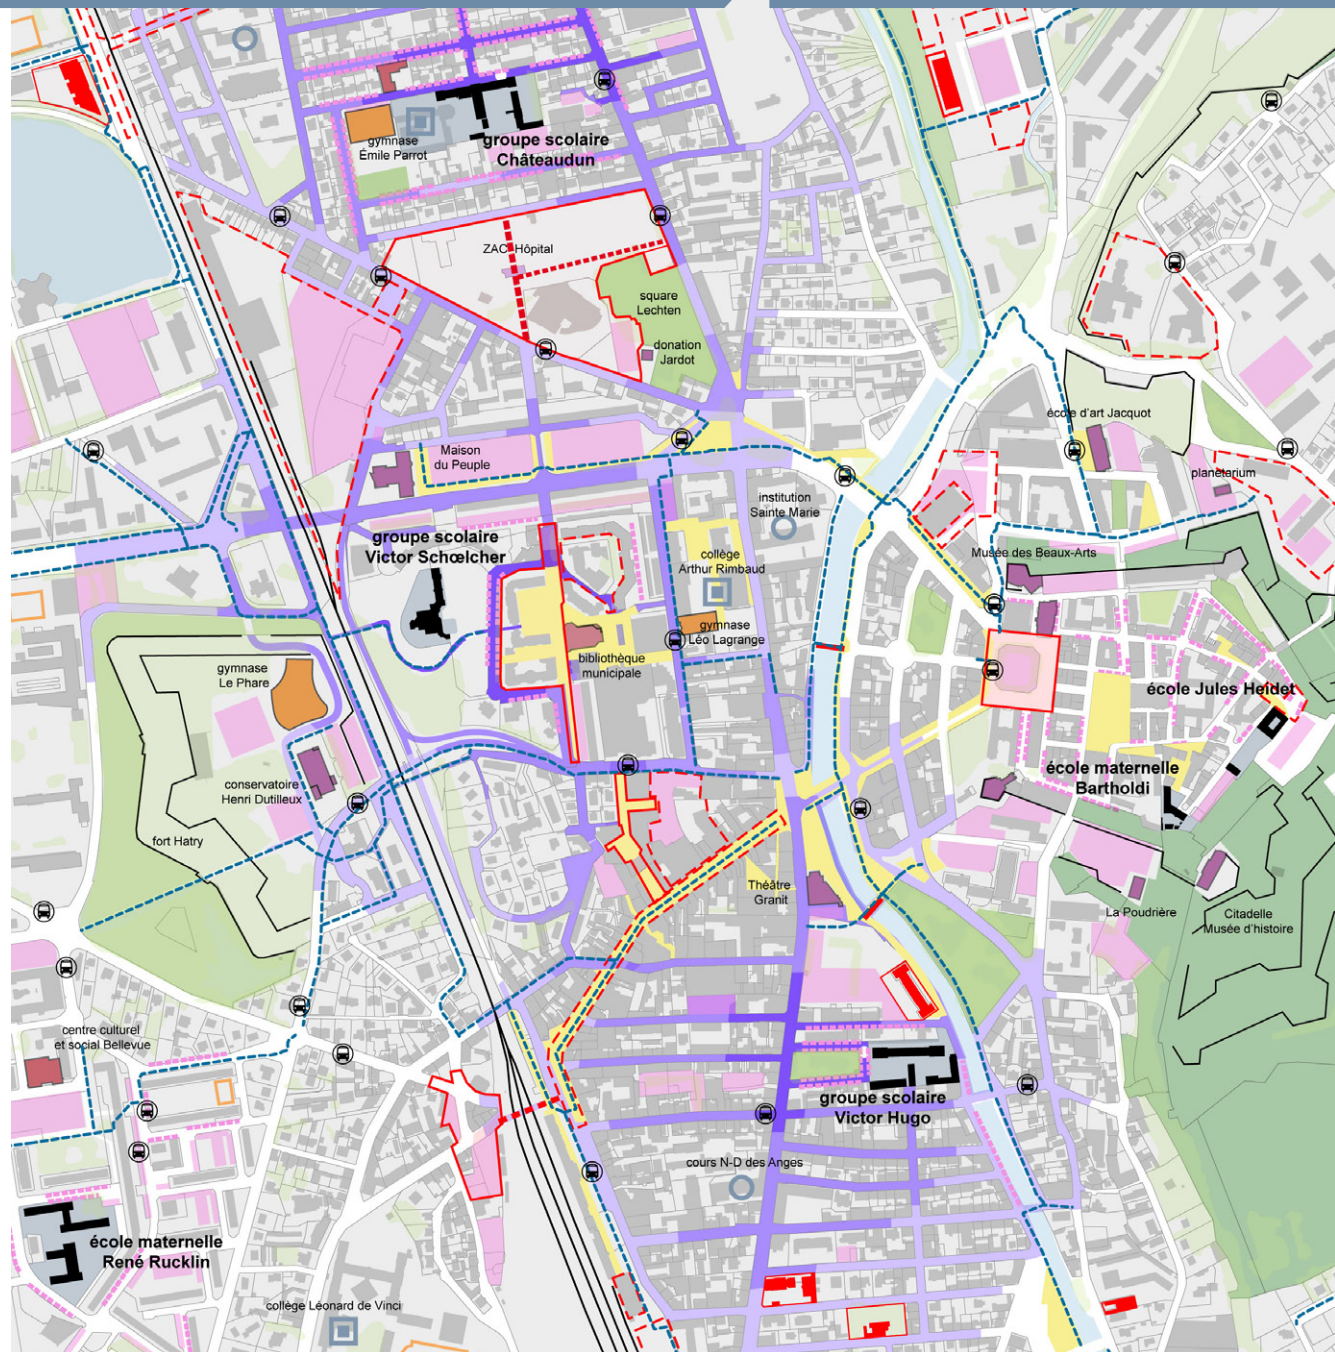 gymnase
Émile Parrot
groupe scolaire
Châteaudun
ZAC Hôpital
square
Lechten
donation
Jardot
école d'art Jacquot
Maison
du Peuple
planétarium
institution
Sainte Marie
groupe scolaire
Victor Schœlcher
collège
Arthur Rimbaud
Musée des Beaux-Arts
gymnase
Léo Lagrange
bibliothèque
municipale
gymnase
Le Phare
école Jules Heidet
école maternelle
Bartholdi
conservatoire
Henri Dutilleux
fort Hatry
Théâtre
Granit
La Poudrière
Citadelle
Musée d'histoire
centre culturel
et social Bellevue
groupe scolaire
Victor Hugo
cours N-D des Anges
école maternelle
René Rucklin
collège Léonard de Vinci